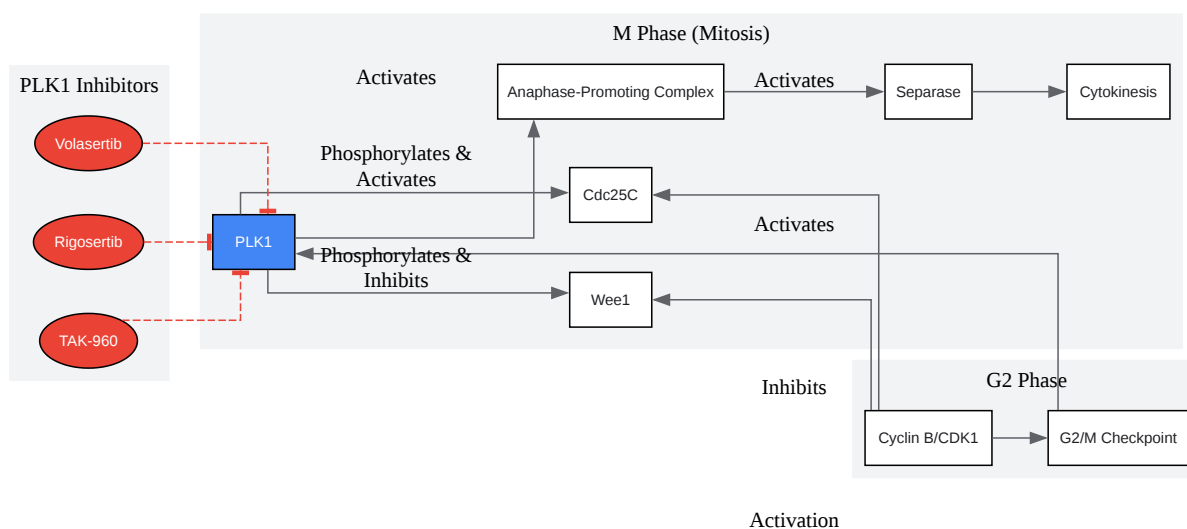 M Phase (Mitosis)
PLK1 Inhibitors
Activates
Anaphase-Promoting Complex
Activates
Separase
Cytokinesis
Volasertib
Phosphorylates &
Activates
Cdc25C
Rigosertib
PLK1
Activates
Phosphorylates &
Inhibits
Wee1
TAK-960
Inhibits
G2 Phase
Cyclin B/CDK1
G2/M Checkpoint
Activation